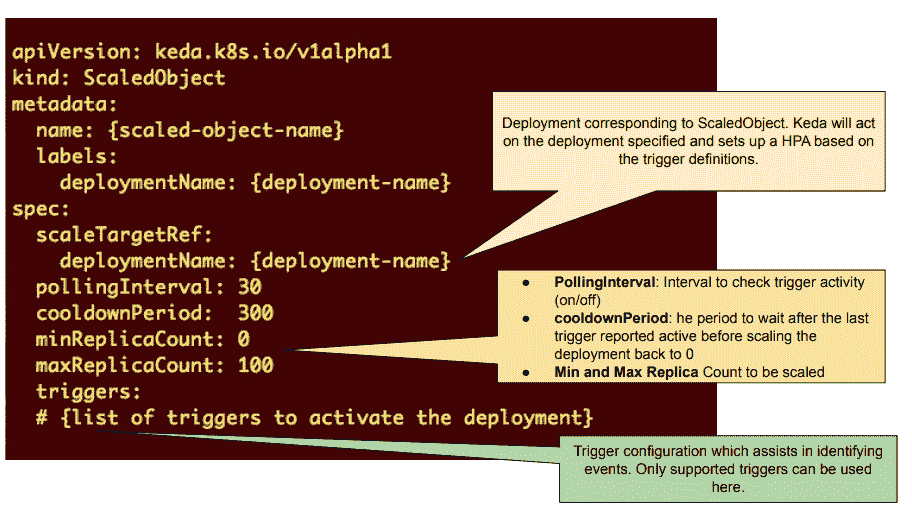 apiVersion: keda.k8s.io/v1alpha1
kind: ScaledObject
metadata:
  name: {scaled-object-name}
  labels:
    deploymentName: {deployment-name}
spec:
  scaleTargetRef:
    deploymentName: {deployment-name}
  pollingInterval: 30
  cooldownPeriod:  300
  minReplicaCount: 0
  maxReplicaCount: 100
  triggers:
  # {list of triggers to activate the deployment}
Deployment corresponding to ScaledObject. Keda will act
on the deployment specified and sets up a HPA based on
the trigger definitions.
● PollingInterval: Interval to check trigger activity
(on/off)
● cooldownPeriod: he period to wait after the last
trigger reported active before scaling the
deployment back to 0
● Min and Max Replica Count to be scaled
Trigger configuration which assists in identifying
events. Only supported triggers can be used
here.